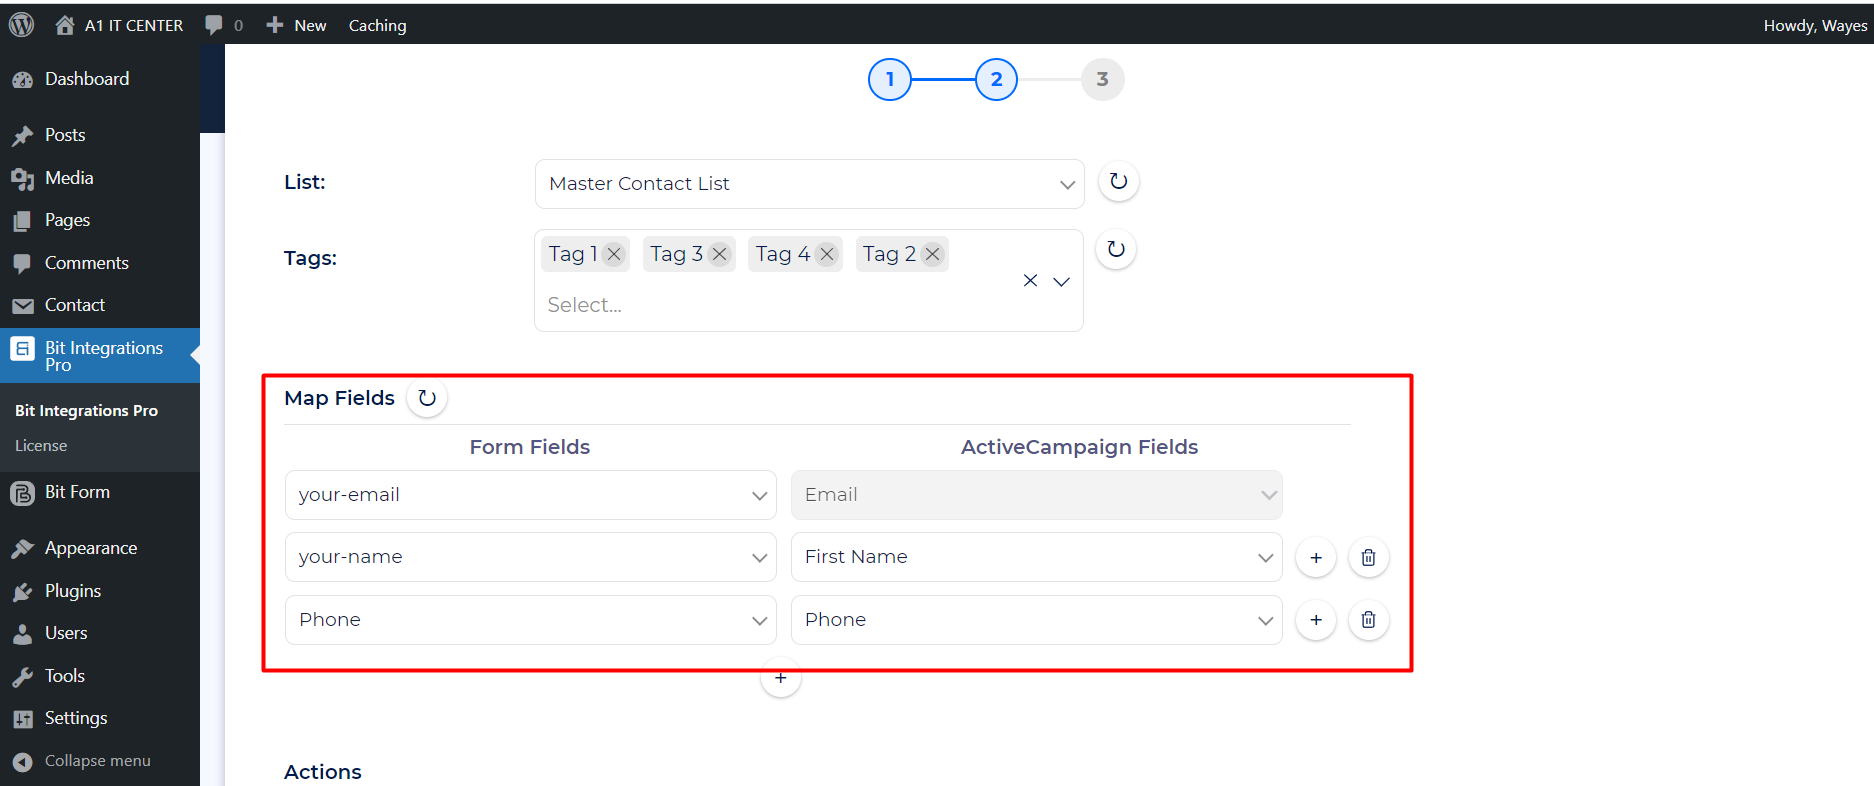 A1 IT CENTER 0 New Caching Howdy, Wayes
Dashboard
Posts
Media
Pages
Comments
Contact
Bit Integrations
Pro
Bit Integrations Pro
License
Bit Form
Appearance
Plugins
Users
Tools
Settings
Collapse menu
1 2 3
List: Master Contact List
Tags: Tag 1 Tag 3 Tag 4 Tag 2
Select...
Map Fields
Form Fields ActiveCampaign Fields
your-email Email
your-name First Name
Phone Phone
Actions